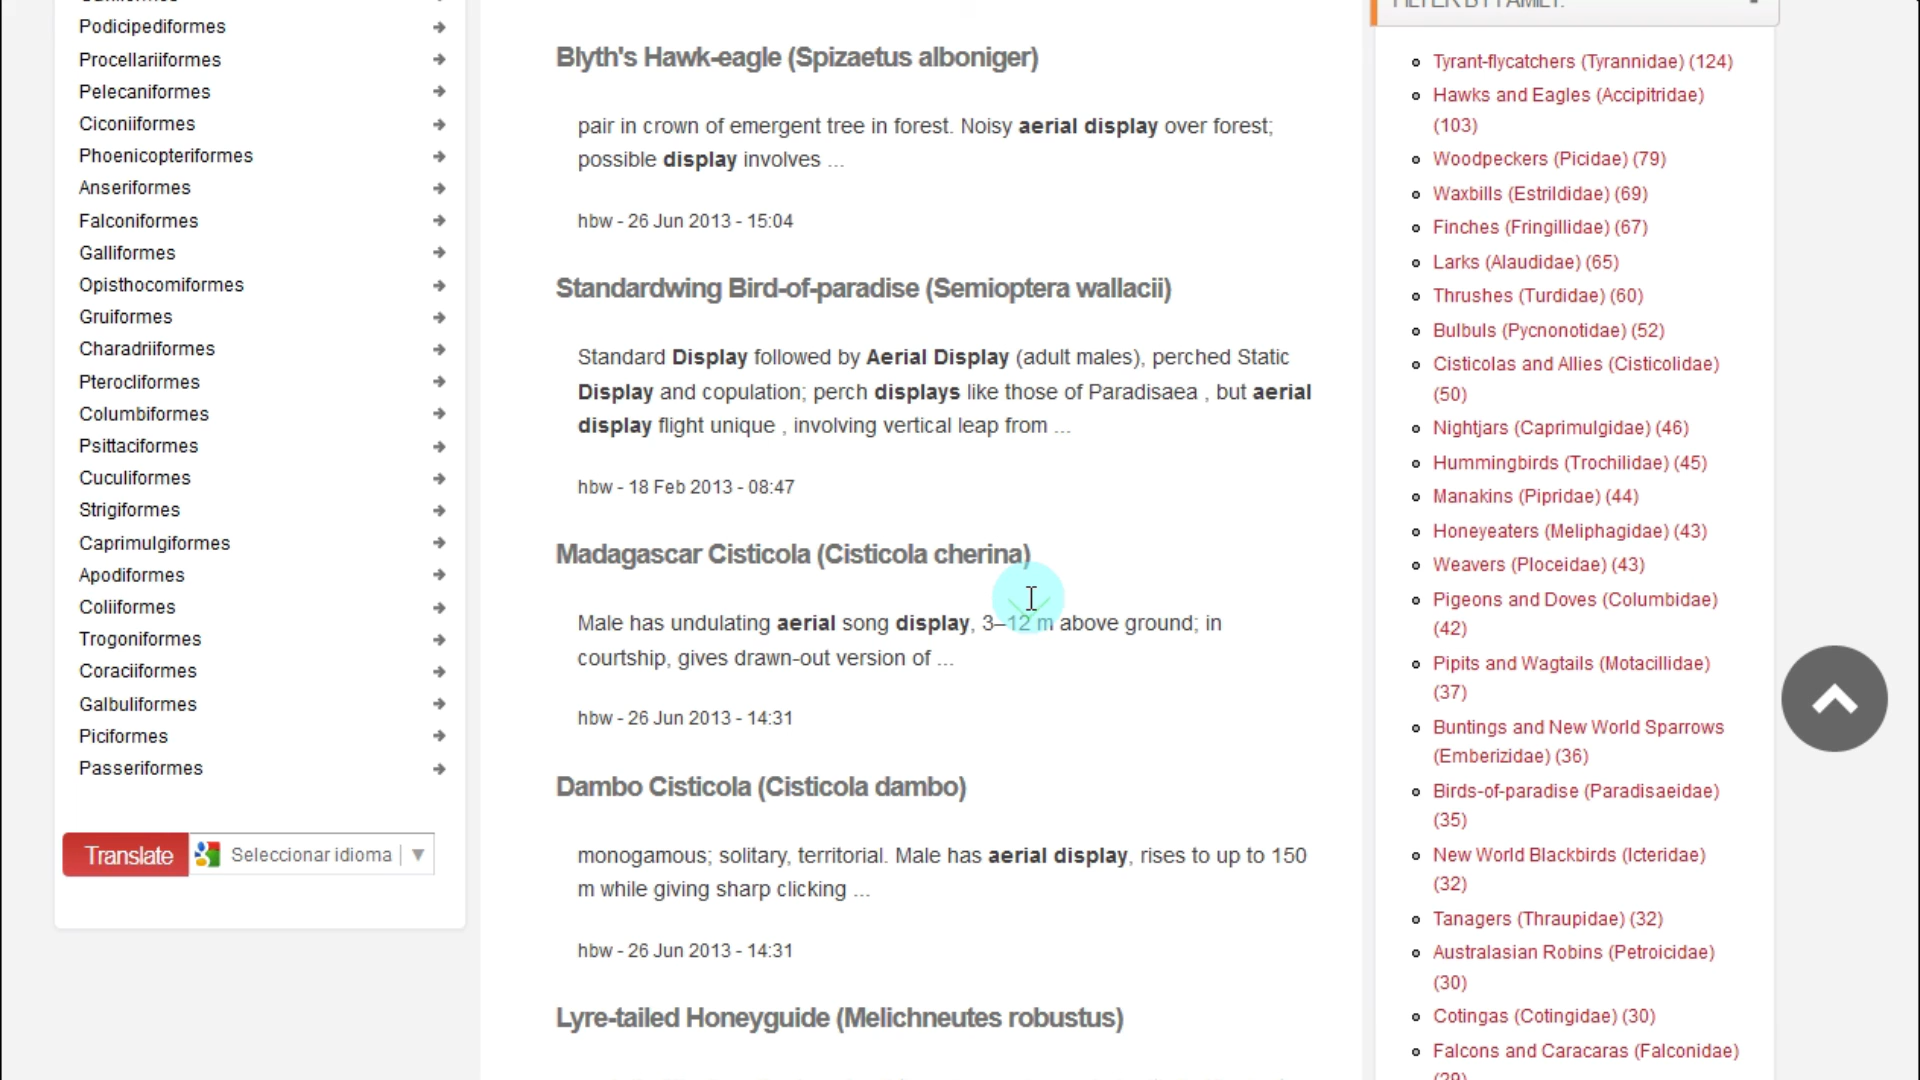 Podicipediformes
Procellariiformes
Pelecaniformes
Ciconiiformes
Phoenicopteriformes
Anseriformes
Falconiformes
Galliformes
Opisthocomiformes
Gruiformes
Charadriiformes
Pterocliformes
Columbiformes
Psittaciformes
Cuculiformes
Strigiformes
Caprimulgiformes
Apodiformes
Coliiformes
Trogoniformes
Coraciiformes
Galbuliformes
Piciformes
Passeriformes
Translate Seleccionar idioma
Blyth's Hawk-eagle (Spizaetus alboniger)
pair in crown of emergent tree in forest. Noisy aerial display over forest;
possible display involves ...
hbw - 26 Jun 2013 - 15:04
Standardwing Bird-of-paradise (Semioptera wallacii)
Standard Display followed by Aerial Display (adult males), perched Static
Display and copulation; perch displays like those of Paradisaea , but aerial
display flight unique , involving vertical leap from ...
hbw - 18 Feb 2013 - 08:47
Madagascar Cisticola (Cisticola cherina)
Male has undulating aerial song display, 3–12 m above ground; in
courtship, gives drawn-out version of ...
hbw - 26 Jun 2013 - 14:31
Dambo Cisticola (Cisticola dambo)
monogamous; solitary, territorial. Male has aerial display, rises to up to 150
m while giving sharp clicking ...
hbw - 26 Jun 2013 - 14:31
Lyre-tailed Honeyguide (Melichneutes robustus)
FILTER BY FAMILY:
Tyrant-flycatchers (Tyrannidae) (124)
Hawks and Eagles (Accipitridae)
(103)
Woodpeckers (Picidae) (79)
Waxbills (Estrildidae) (69)
Finches (Fringillidae) (67)
Larks (Alaudidae) (65)
Thrushes (Turdidae) (60)
Bulbuls (Pycnonotidae) (52)
Cisticolas and Allies (Cisticolidae)
(50)
Nightjars (Caprimulgidae) (46)
Hummingbirds (Trochilidae) (45)
Manakins (Pipridae) (44)
Honeyeaters (Meliphagidae) (43)
Weavers (Ploceidae) (43)
Pigeons and Doves (Columbidae)
(42)
Pipits and Wagtails (Motacillidae)
(37)
Buntings and New World Sparrows
(Emberizidae) (36)
Birds-of-paradise (Paradisaeidae)
(35)
New World Blackbirds (Icteridae)
(32)
Tanagers (Thraupidae) (32)
Australasian Robins (Petroicidae)
(30)
Cotingas (Cotingidae) (30)
Falcons and Caracaras (Falconidae)